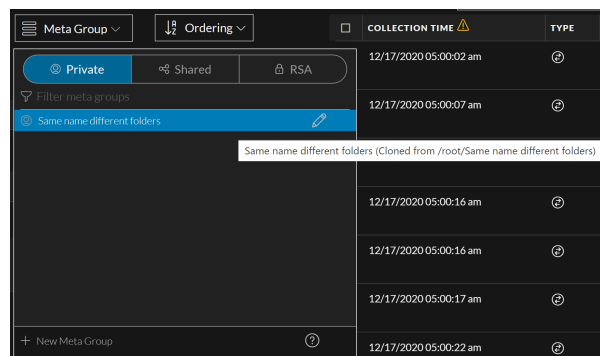 Meta Group
Ordering
COLLECTION TIME
TYPE
Private
Shared
RSA
Filter meta groups
Same name different folders
Same name different folders (Cloned from /root/Same name different folders)
12/17/2020 05:00:02 am
12/17/2020 05:00:07 am
12/17/2020 05:00:16 am
12/17/2020 05:00:16 am
12/17/2020 05:00:17 am
12/17/2020 05:00:22 am
+ New Meta Group